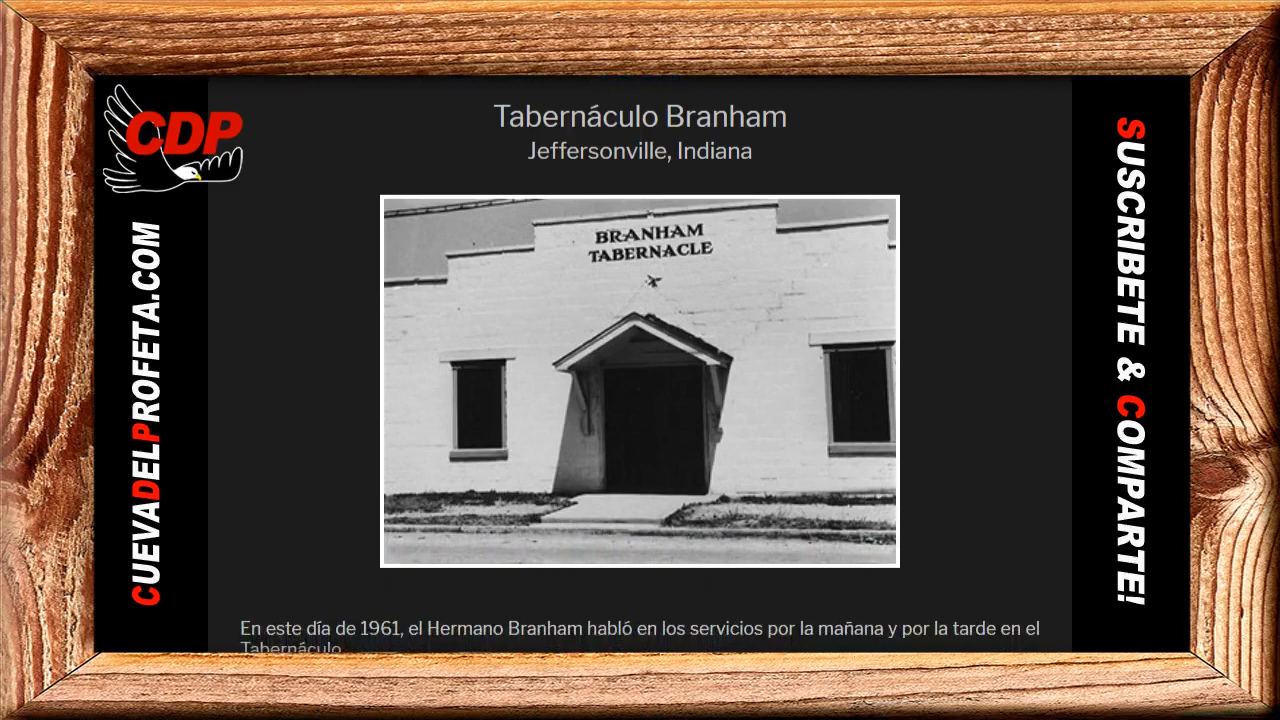 CDP
CUEVADELPROFETA.COM
Tabernáculo Branham
Jeffersonville, Indiana
BRANHAM
TABERNACLE
En este día de 1961, el Hermano Branham habló en los servicios por la mañana y por la tarde en el
Tabernáculo
SUSCRIBETE & COMPARTE!